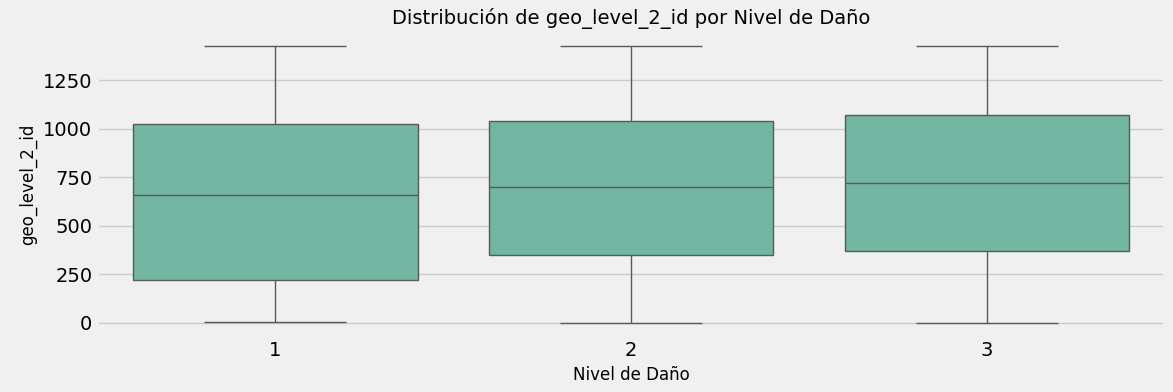 Distribución de geo_level_2_id por Nivel de Daño
geo_level_2_id
1250
1000
750
500
250
0
1 2 3
Nivel de Daño